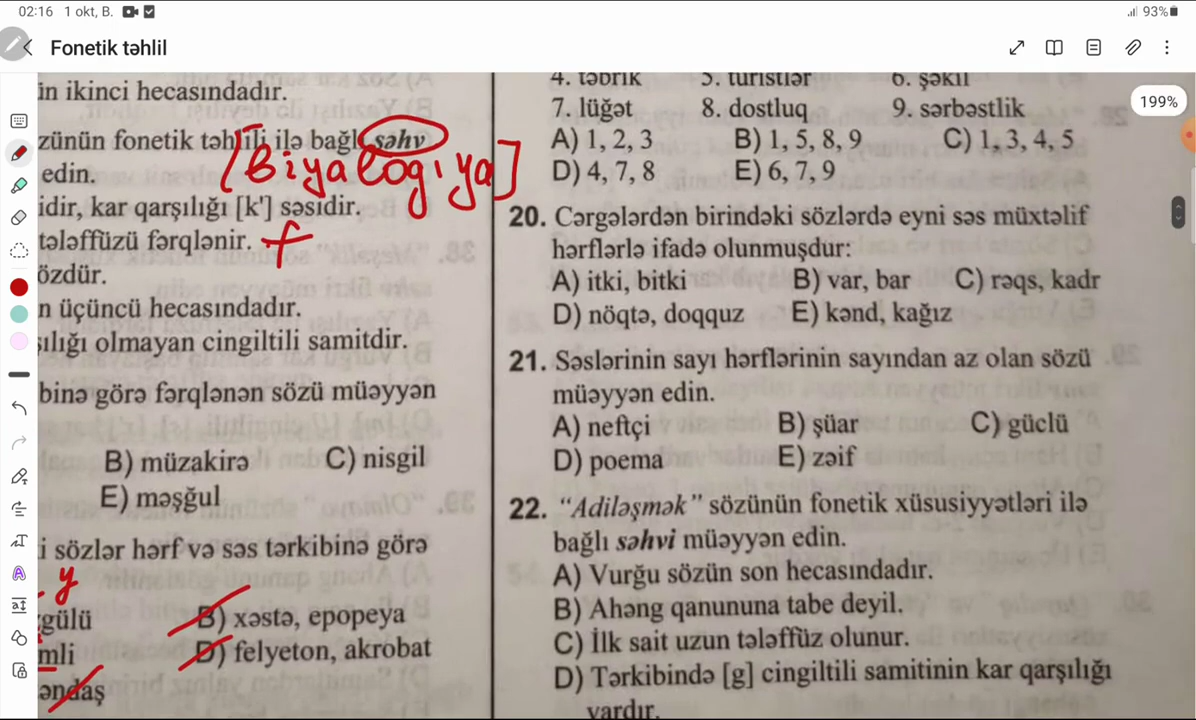 02:16 1 okt, B.
93%
Fonetik təhlil
199%
in ikinci hecasındadır.
zünün fonetik təhlili ilə bağlı səhv
[Biyalogıya]
edin.
idir, kar qarşılığı [k'] səsidir.
tələffüzü fərqlənir. +
özdür.
n üçüncü hecasındadır.
şılığı olmayan cingiltili samitdir.
binə görə fərqlənən sözü müəyyən
B) müzakirə C) nisgil
E) məşğul
i sözlər hərf və səs tərkibinə görə
y
gülü B) xəstə, epopeya
mli D) felyeton, akrobat
əndaş
4. təbrik 5. turistlər 6. şəkil
7. lüğət 8. dostluq 9. sərbəstlik
A) 1, 2, 3 B) 1, 5, 8, 9 C) 1, 3, 4, 5
D) 4, 7, 8 E) 6, 7, 9
20. Cərgələrdən birindəki sözlərdə eyni səs müxtəlif
hərflərlə ifadə olunmuşdur:
A) itki, bitki B) var, bar C) rəqs, kadr
D) nöqtə, doqquz E) kənd, kağız
21. Səslərinin sayı hərflərinin sayından az olan sözü
müəyyən edin.
A) neftçi B) şüar C) güclü
D) poema E) zəif
22. “Adiləşmək” sözünün fonetik xüsusiyyətləri ilə
bağlı səhvi müəyyən edin.
A) Vurğu sözün son hecasındadır.
B) Ahəng qanununa tabe deyil.
C) İlk sait uzun tələffüz olunur.
D) Tərkibində [g] cingiltili samitinin kar qarşılığı
vardır.